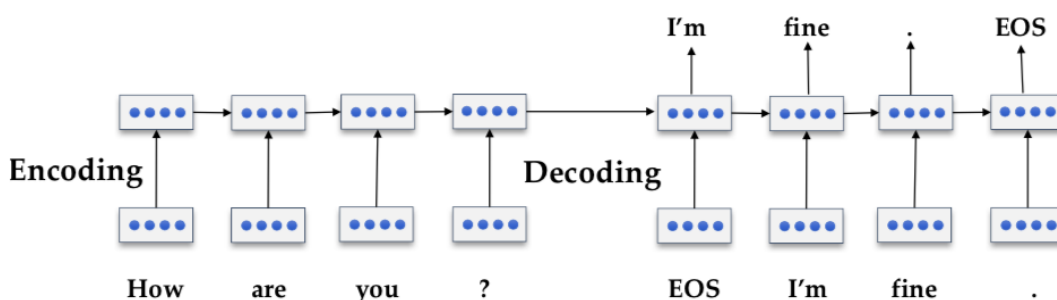 I'm fine . EOS
Encoding Decoding
How are you ? EOS I'm fine .